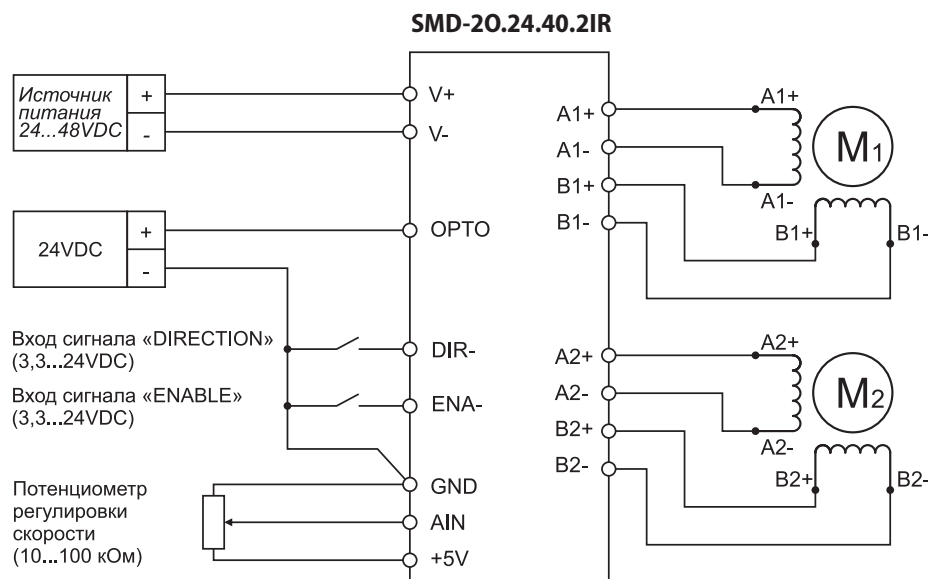 SMD-2O.24.40.2IR
Источник
питания
24...48VDC
+
-
V+
V-
24VDC
+
-
OPTO
Вход сигнала «DIRECTION»
(3,3...24VDC)
DIR-
Вход сигнала «ENABLE»
(3,3...24VDC)
ENA-
Потенциометр
регулировки
скорости
(10...100 кОм)
GND
AIN
+5V
A1+
A1-
B1+
B1-
A1+
A1-
M1
B1+
B1-
A2+
A2-
B2+
B2-
A2+
A2-
M2
B2+
B2-